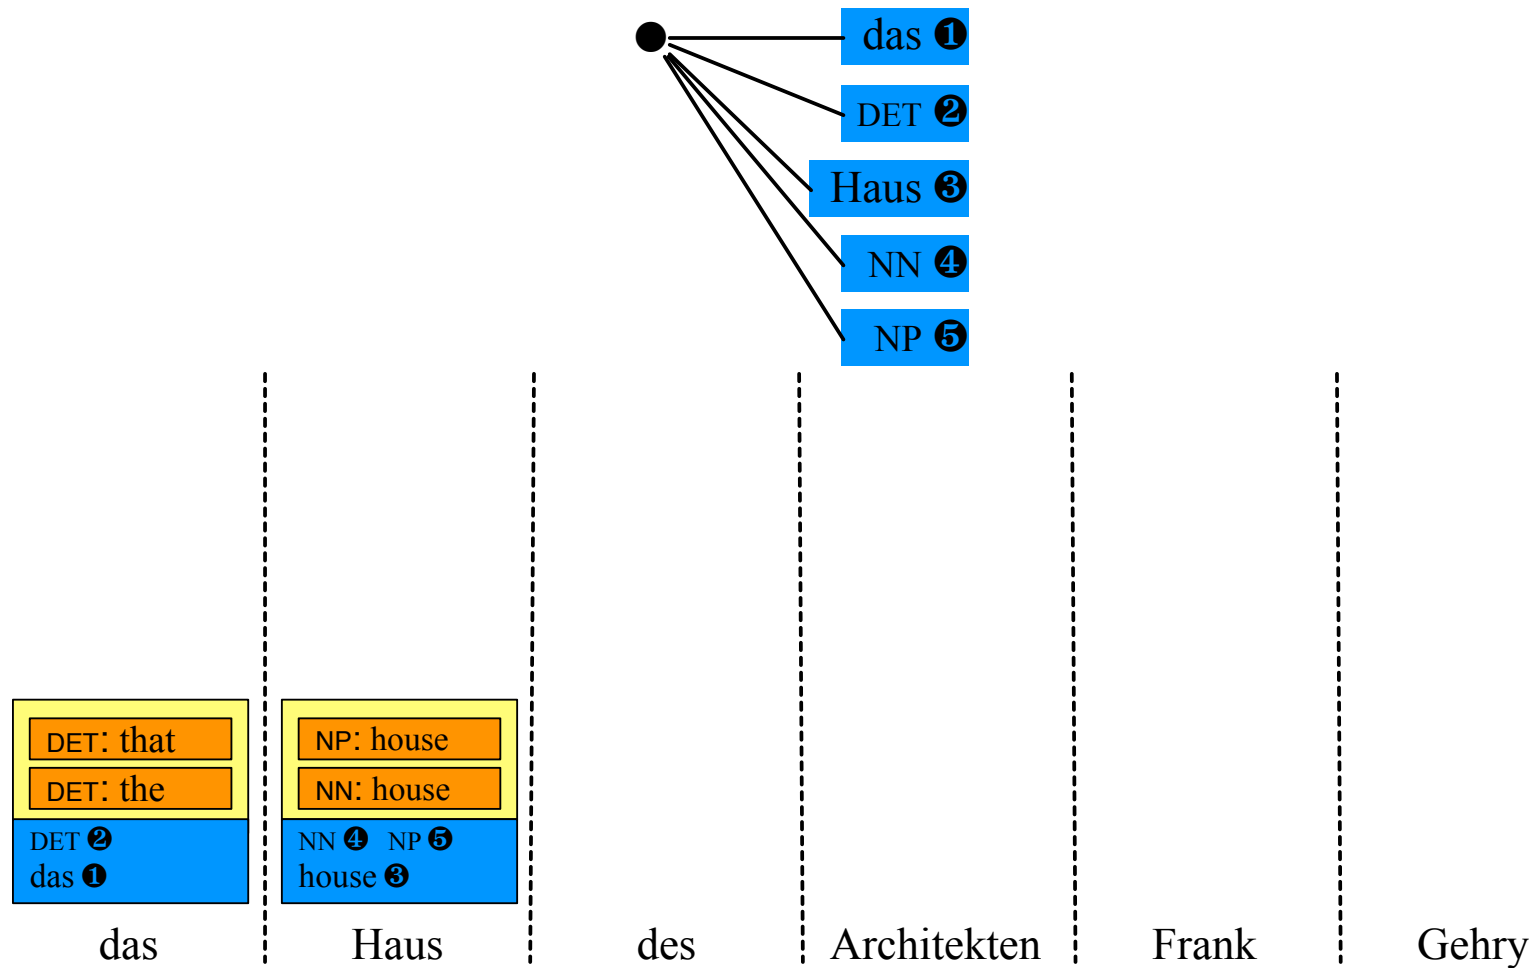 das ❶
DET ❷
Haus ❸
NN ❹
NP ❺
DET: that
DET: the
DET ❷
das ❶
NP: house
NN: house
NN ❹ NP ❺
house ❸
das Haus des Architekten Frank Gehry